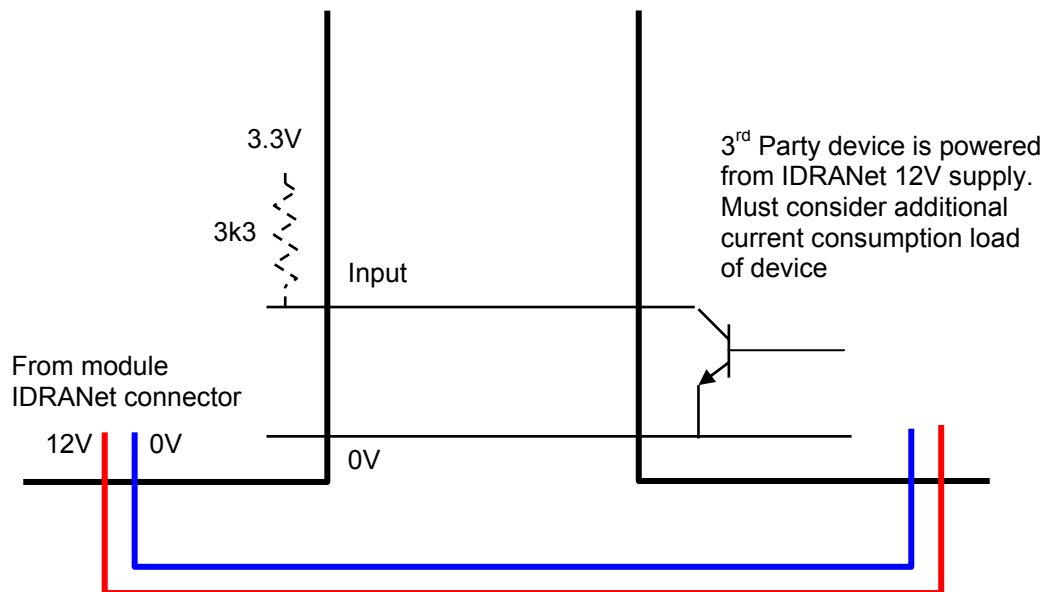 3.3V
3k3
Input
3rd Party device is powered
from IDRANet 12V supply.
Must consider additional
current consumption load
of device
From module
IDRANet connector
12V
0V
0V